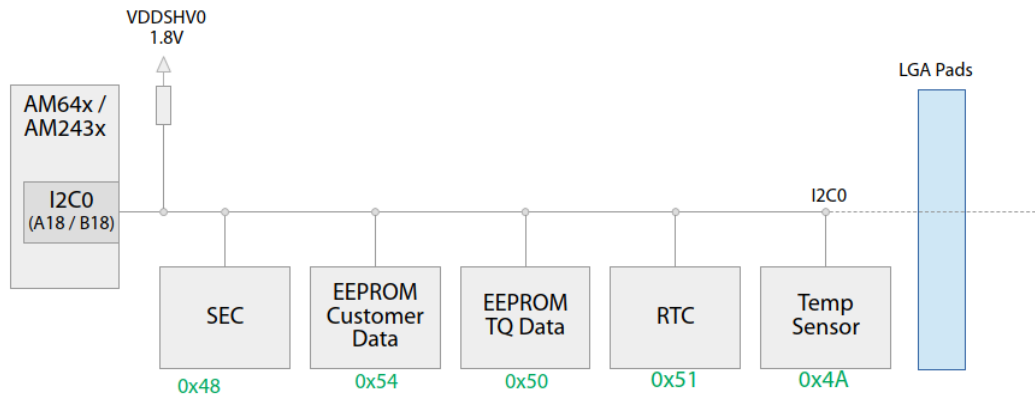 VDDSHV0
1.8V
LGA Pads
AM64x /
AM243x
I2C0
(A18 / B18)
I2C0
SEC
EEPROM
Customer
Data
EEPROM
TQ Data
RTC
Temp
Sensor
0x48
0x54
0x50
0x51
0x4A